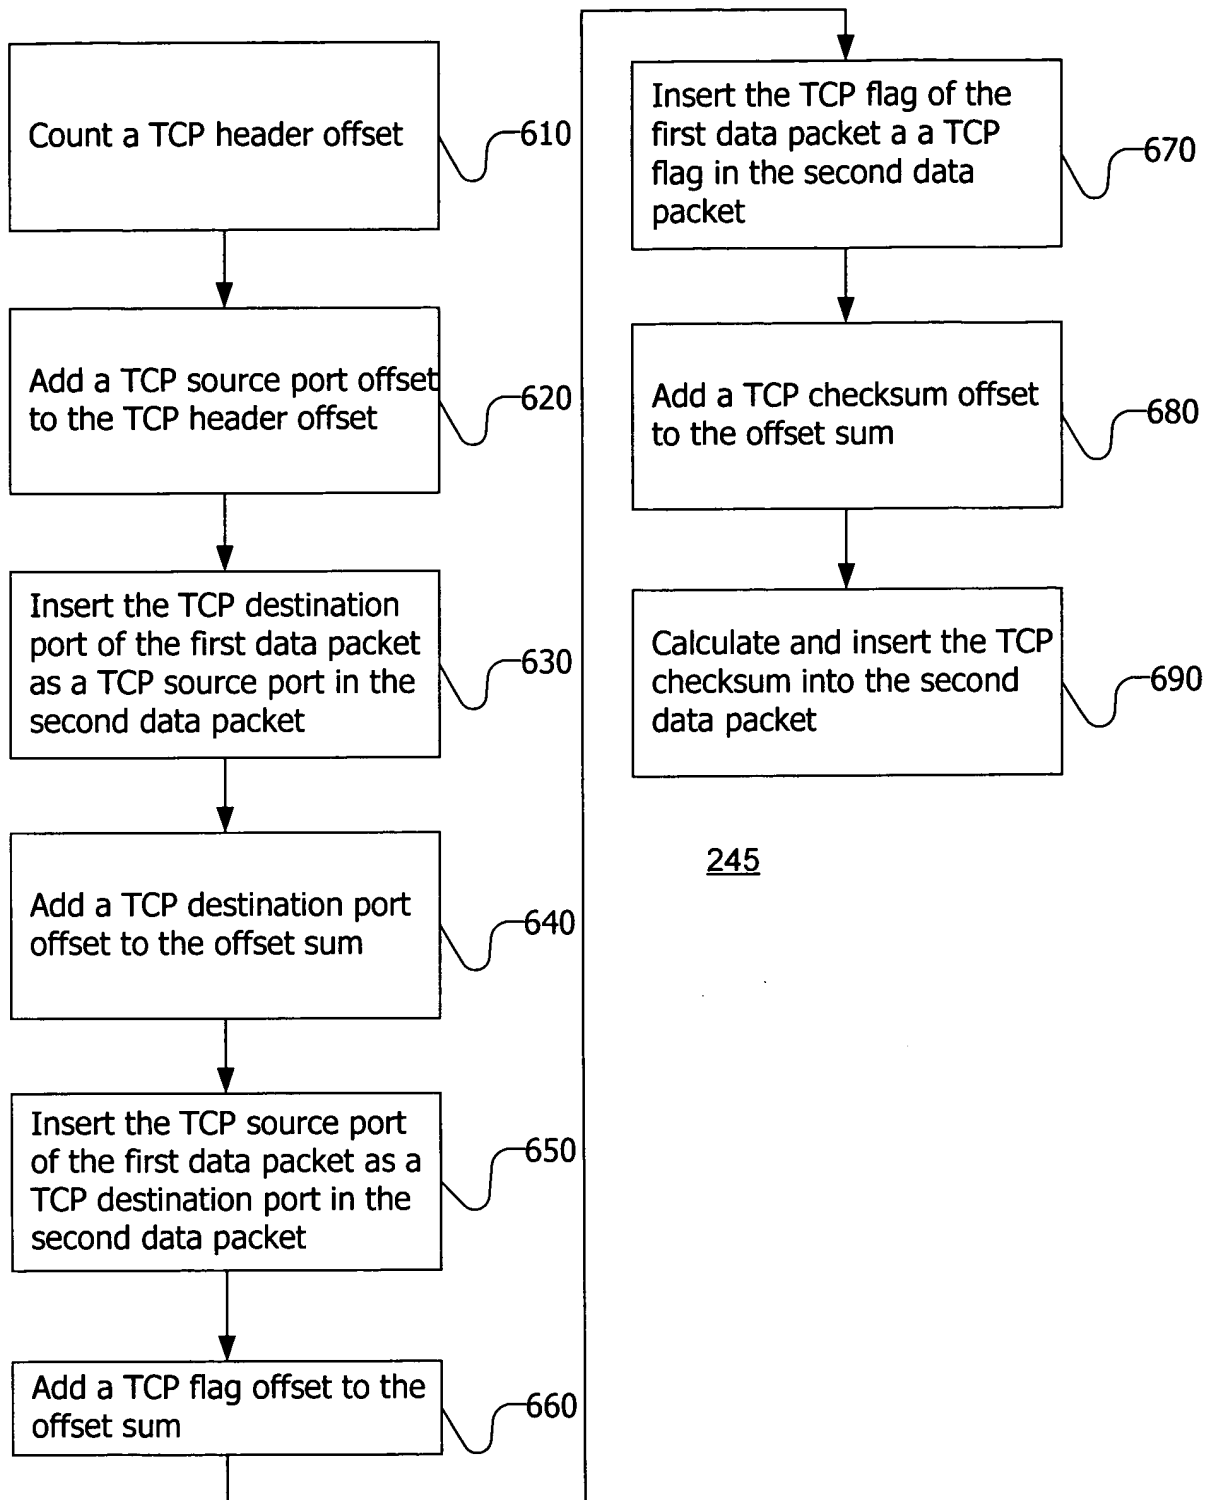 Count a TCP header offset
610
Add a TCP source port offset
to the TCP header offset
620
Insert the TCP destination
port of the first data packet
as a TCP source port in the
second data packet
630
Add a TCP destination port
offset to the offset sum
640
Insert the TCP source port
of the first data packet as a
TCP destination port in the
second data packet
650
Add a TCP flag offset to the
offset sum
660
Insert the TCP flag of the
first data packet a a TCP
flag in the second data
packet
670
Add a TCP checksum offset
to the offset sum
680
Calculate and insert the TCP
checksum into the second
data packet
690
245